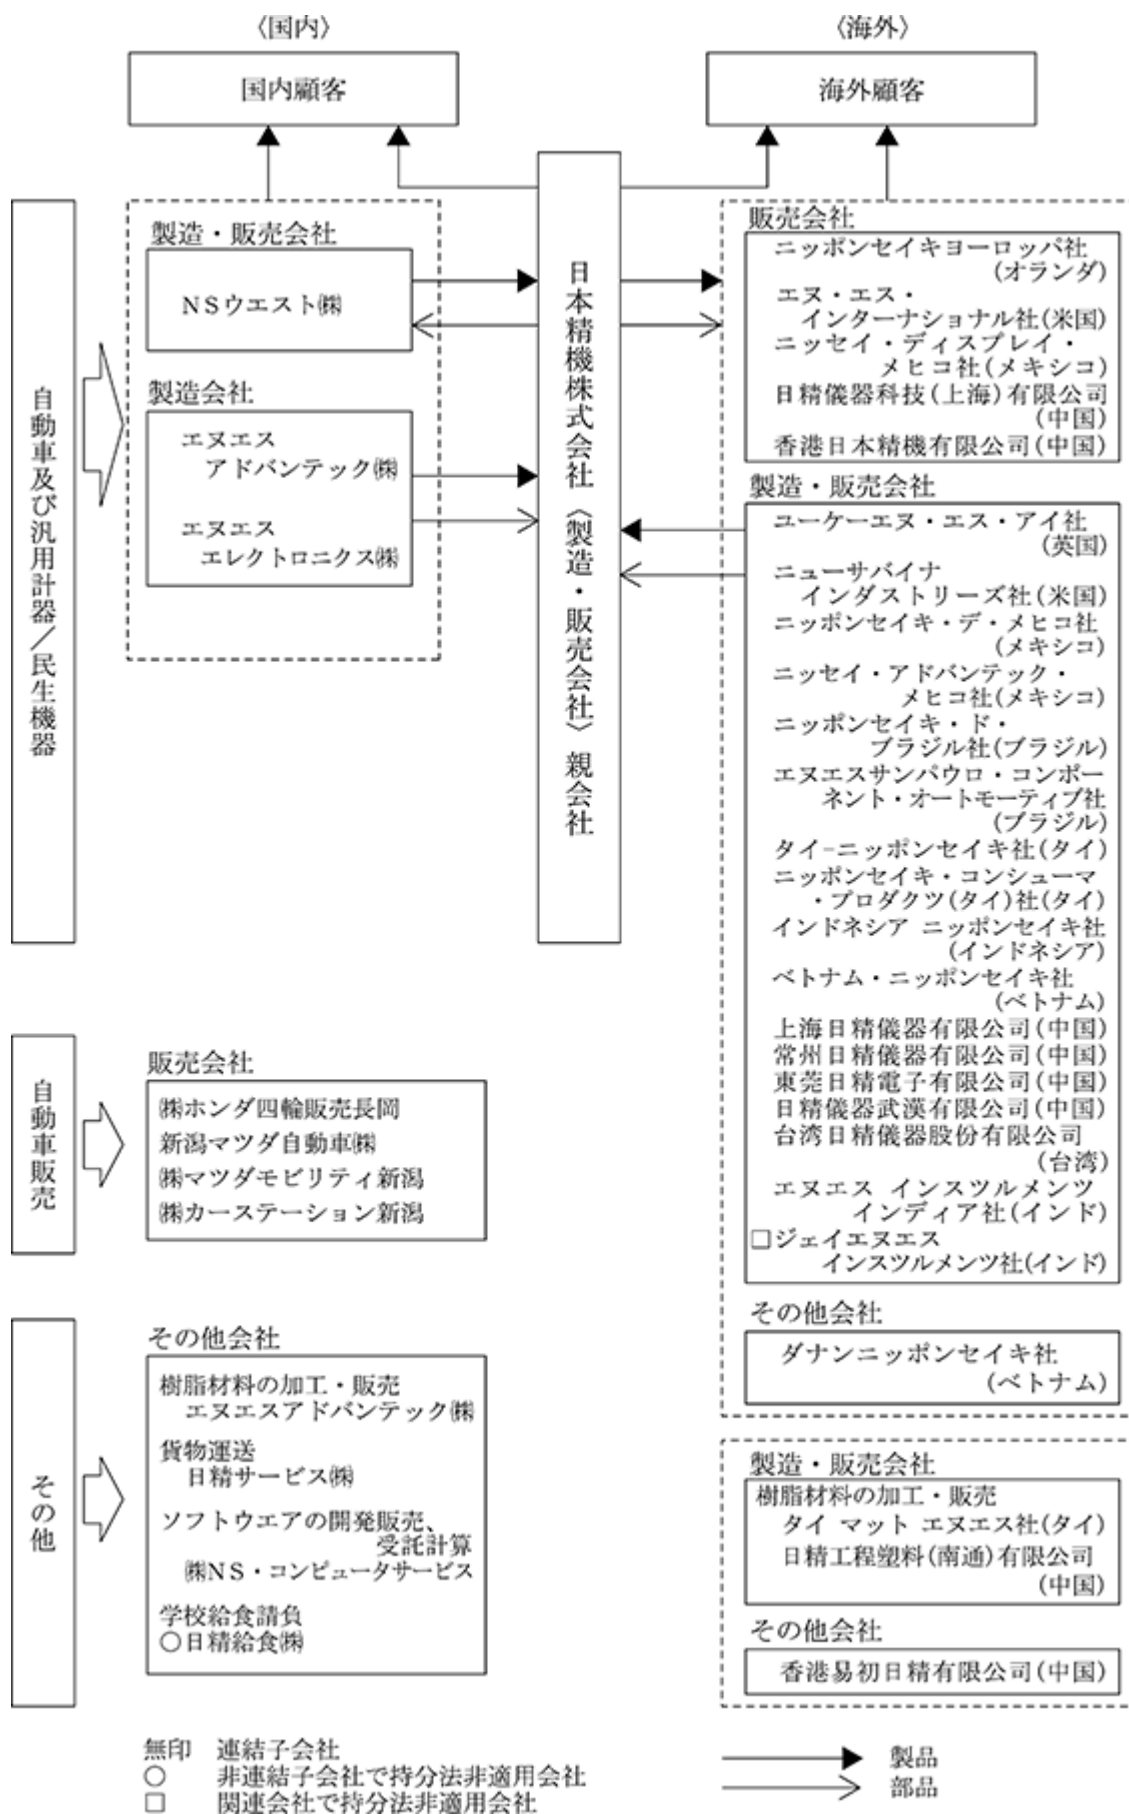 〈国内〉
〈海外〉
国内顧客
海外顧客
自動車及び汎用計器／民生機器
製造・販売会社
NSウエスト㈱
製造会社
エヌエス
アドバンテック㈱
エヌエス
エレクトロニクス㈱
日本精機株式会社〈製造・販売会社〉親会社
販売会社
ニッポンセイキヨーロッパ社
(オランダ)
エヌ・エス・
インターナショナル社(米国)
ニッセイ・ディスプレイ・
メヒコ社(メキシコ)
日精儀器科技(上海)有限公司
(中国)
香港日本精機有限公司(中国)
製造・販売会社
ユーケーエヌ・エス・アイ社
(英国)
ニューサバイナ
インダストリーズ社(米国)
ニッポンセイキ・デ・メヒコ社
(メキシコ)
ニッセイ・アドバンテック・
メヒコ社(メキシコ)
ニッポンセイキ・ド・
ブラジル社(ブラジル)
エヌエスサンパウロ・コンポー
ネント・オートモーティブ社
(ブラジル)
タイ-ニッポンセイキ社(タイ)
ニッポンセイキ・コンシューマ
・プロダクツ(タイ)社(タイ)
インドネシア ニッポンセイキ社
(インドネシア)
ベトナム・ニッポンセイキ社
(ベトナム)
上海日精儀器有限公司(中国)
常州日精儀器有限公司(中国)
東莞日精電子有限公司(中国)
日精儀器武漢有限公司(中国)
台湾日精儀器股份有限公司
(台湾)
エヌエス インスツルメンツ
インディア社(インド)
□ジェイエヌエス
インスツルメンツ社(インド)
その他会社
ダナンニッポンセイキ社
(ベトナム)
自動車販売
販売会社
㈱ホンダ四輪販売長岡
新潟マツダ自動車㈱
㈱マツダモビリティ新潟
㈱カーステーション新潟
その他
その他会社
樹脂材料の加工・販売
エヌエスアドバンテック㈱
貨物運送
日精サービス㈱
ソフトウエアの開発販売、
受託計算
㈱NS・コンピュータサービス
学校給食請負
○日精給食㈱
製造・販売会社
樹脂材料の加工・販売
タイ マット エヌエス社(タイ)
日精工程塑料(南通)有限公司
(中国)
その他会社
香港易初日精有限公司(中国)
無印 連結子会社
○ 非連結子会社で持分法非適用会社
□ 関連会社で持分法非適用会社
製品
部品